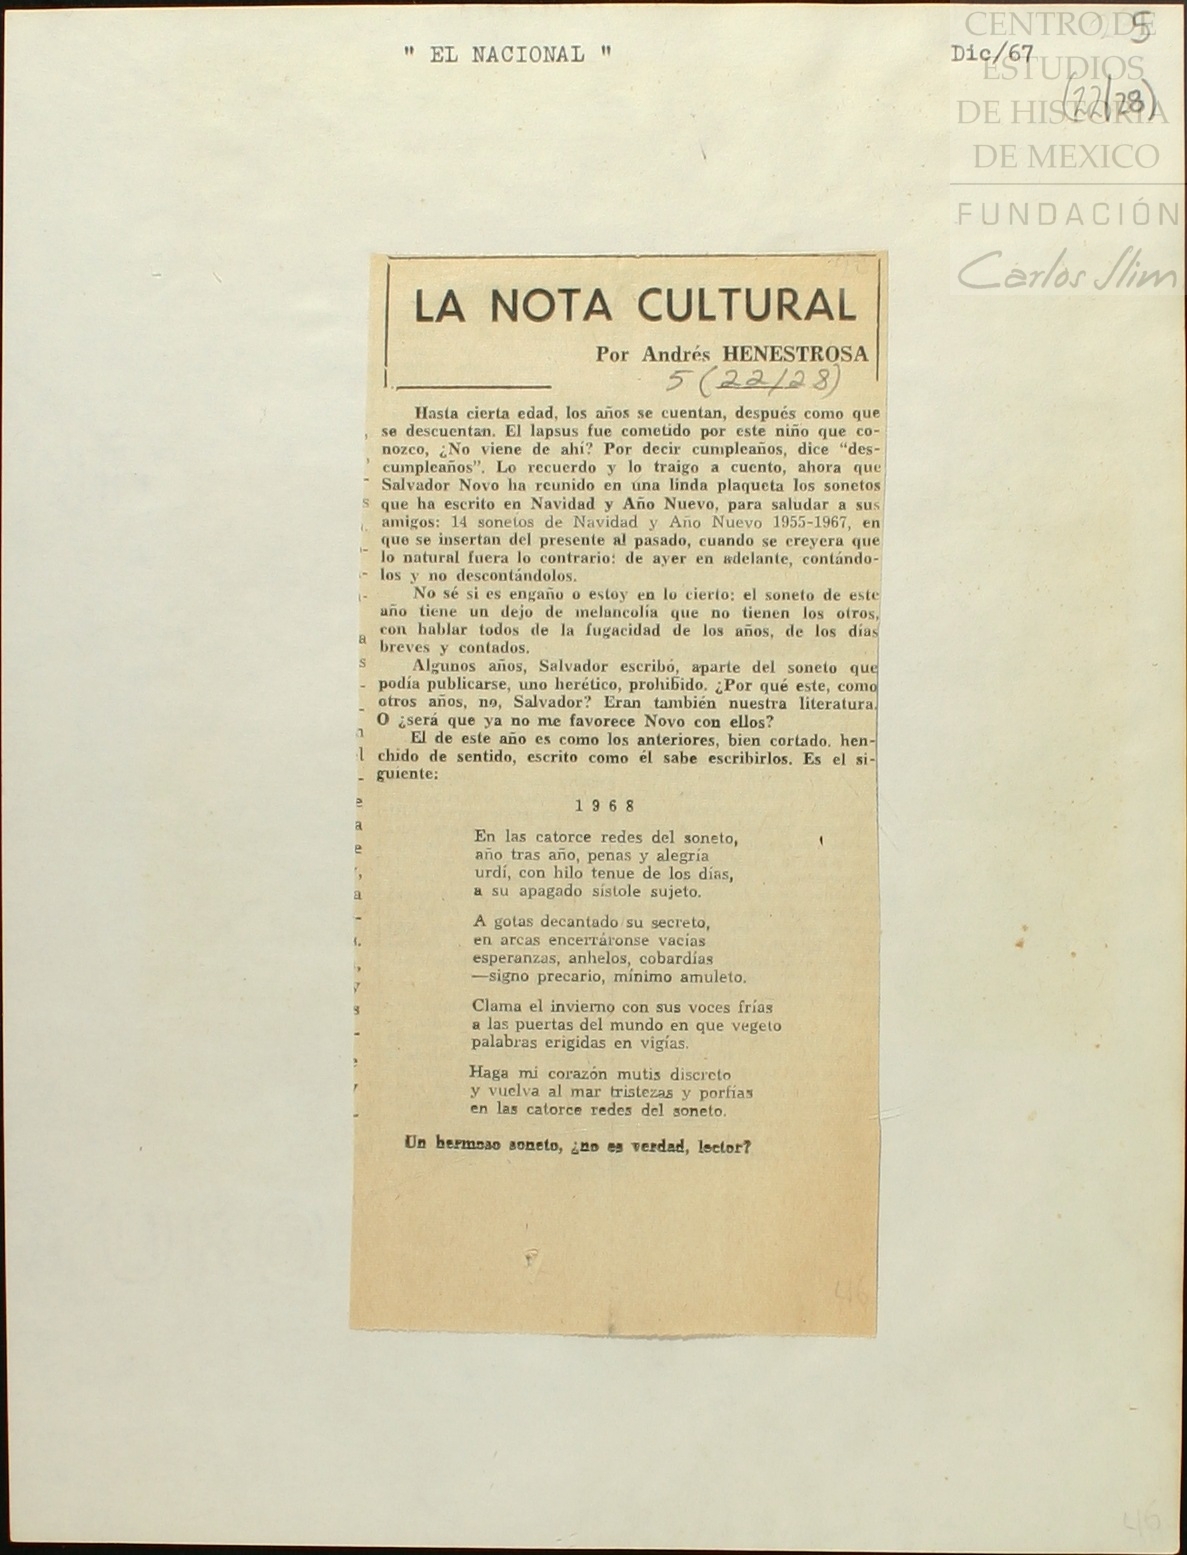 " EL NACIONAL "
Dic/67
5
(22/28)
CENTRO DE
ESTUDIOS
DE HISTORIA
DE MEXICO
FUNDACIÓN
Carlos Slim
LA NOTA CULTURAL
Por Andrés HENESTROSA
5 (22/28)
Hasta cierta edad, los años se cuentan, después como que
se descuentan. El lapsus fue cometido por este niño que co-
nozco, ¿No viene de ahí? Por decir cumpleaños, dice "des-
cumpleaños". Lo recuerdo y lo traigo a cuento, ahora que
Salvador Novo ha reunido en una linda plaqueta los sonetos
que ha escrito en Navidad y Año Nuevo, para saludar a sus
amigos: 14 sonetos de Navidad y Año Nuevo 1955-1967, en
que se insertan del presente al pasado, cuando se creyera que
lo natural fuera lo contrario: de ayer en adelante, contándo-
los y no descontándolos.
No sé si es engaño o estoy en lo cierto: el soneto de este
año tiene un dejo de melancolía que no tienen los otros,
con hablar todos de la fugacidad de los años, de los días
breves y contados.
Algunos años, Salvador escribó, aparte del soneto que
podía publicarse, uno herético, prohibido. ¿Por qué este, como
otros años, no, Salvador? Eran también nuestra literatura.
O ¿será que ya no me favorece Novo con ellos?
El de este año es como los anteriores, bien cortado, hen-
chido de sentido, escrito como él sabe escribirlos. Es el si-
guiente:
1 9 6 8
En las catorce redes del soneto,
año tras año, penas y alegría
urdí, con hilo tenue de los días,
a su apagado sístole sujeto.
A gotas decantado su secreto,
en arcas encerráronse vacías
esperanzas, anhelos, cobardías
—signo precario, mínimo amuleto.
Clama el invierno con sus voces frías
a las puertas del mundo en que vegeto
palabras erigidas en vigías.
Haga mi corazón mutis discreto
y vuelva al mar tristezas y porfías
en las catorce redes del soneto.
Un hermoso soneto, ¿no es verdad, lector?
46
46